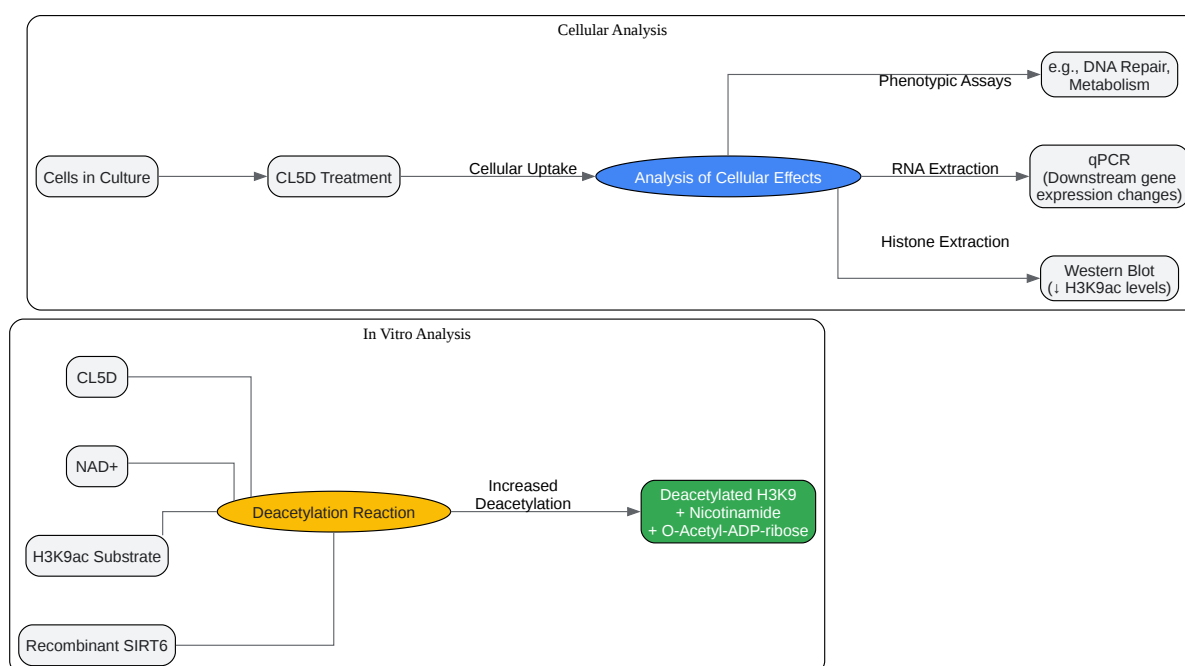 Cellular Analysis
Phenotypic Assays
e.g., DNA Repair,
Metabolism
Cells in Culture
CL5D Treatment
Cellular Uptake
Analysis of Cellular Effects
RNA Extraction
qPCR
(Downstream gene
expression changes)
Histone Extraction
Western Blot
(↓ H3K9ac levels)
In Vitro Analysis
CL5D
NAD+
H3K9ac Substrate
Recombinant SIRT6
Deacetylation Reaction
Increased
Deacetylation
Deacetylated H3K9
+ Nicotinamide
+ O-Acetyl-ADP-ribose